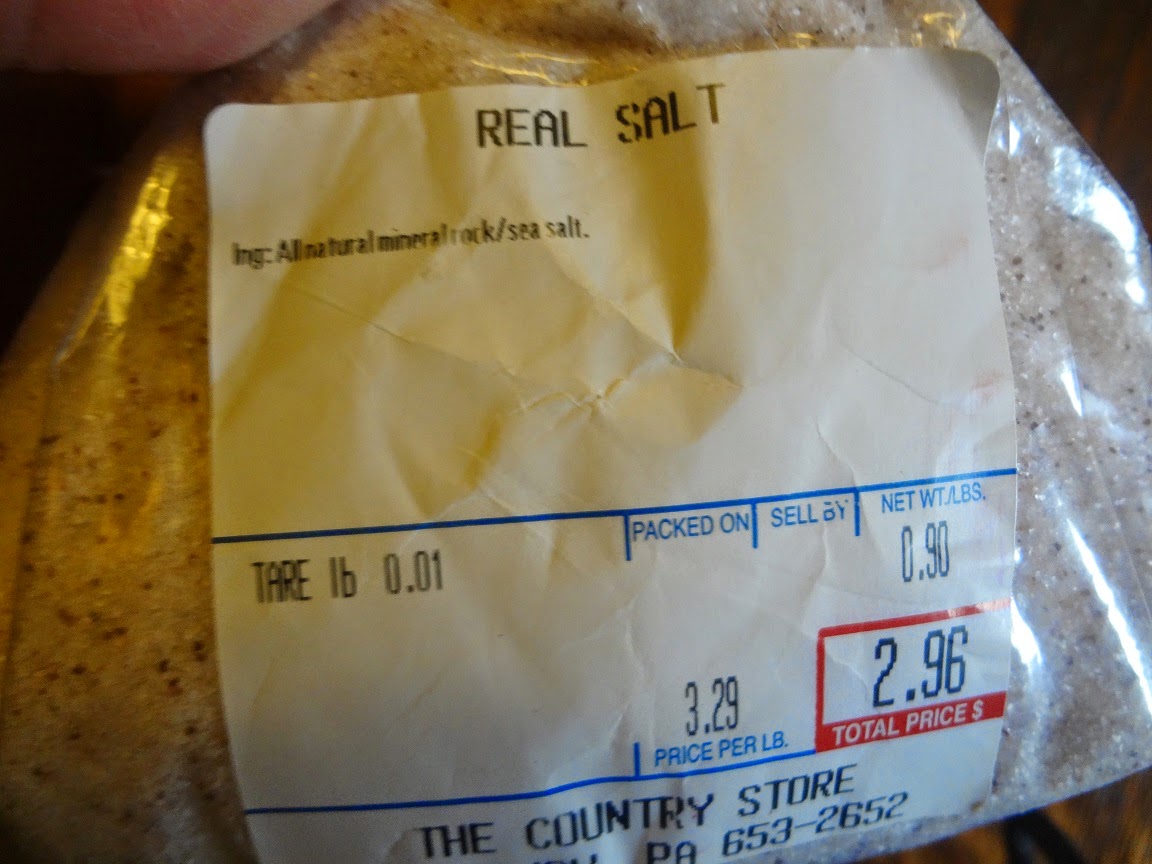 REAL SALT
Ing: All natural mineral rock/sea salt.
PACKED ON SELL BY NET WT./LBS.
TARE lb 0.01 0.90
3.29 2.96
PRICE PER LB. TOTAL PRICE $
THE COUNTRY STORE
PA 653-2652